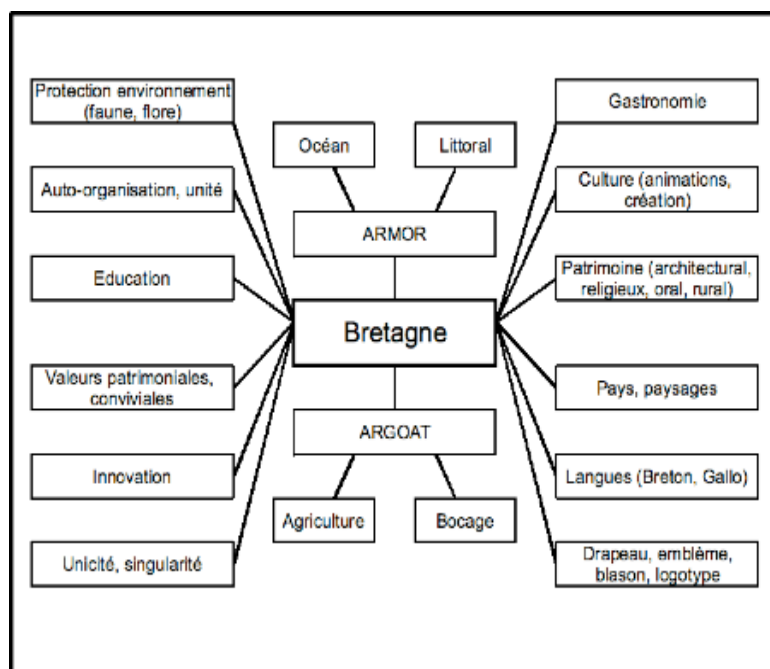 Protection environnement
(faune, flore)
Gastronomie
Océan
Littoral
Auto-organisation, unité
Culture (animations,
création)
ARMOR
Education
Patrimoine (architectural,
religieux, oral, rural)
Bretagne
Valeurs patrimoniales,
conviviales
Pays, paysages
ARGOAT
Innovation
Langues (Breton, Gallo)
Agriculture
Bocage
Unicité, singularité
Drapeau, emblème,
blason, logotype